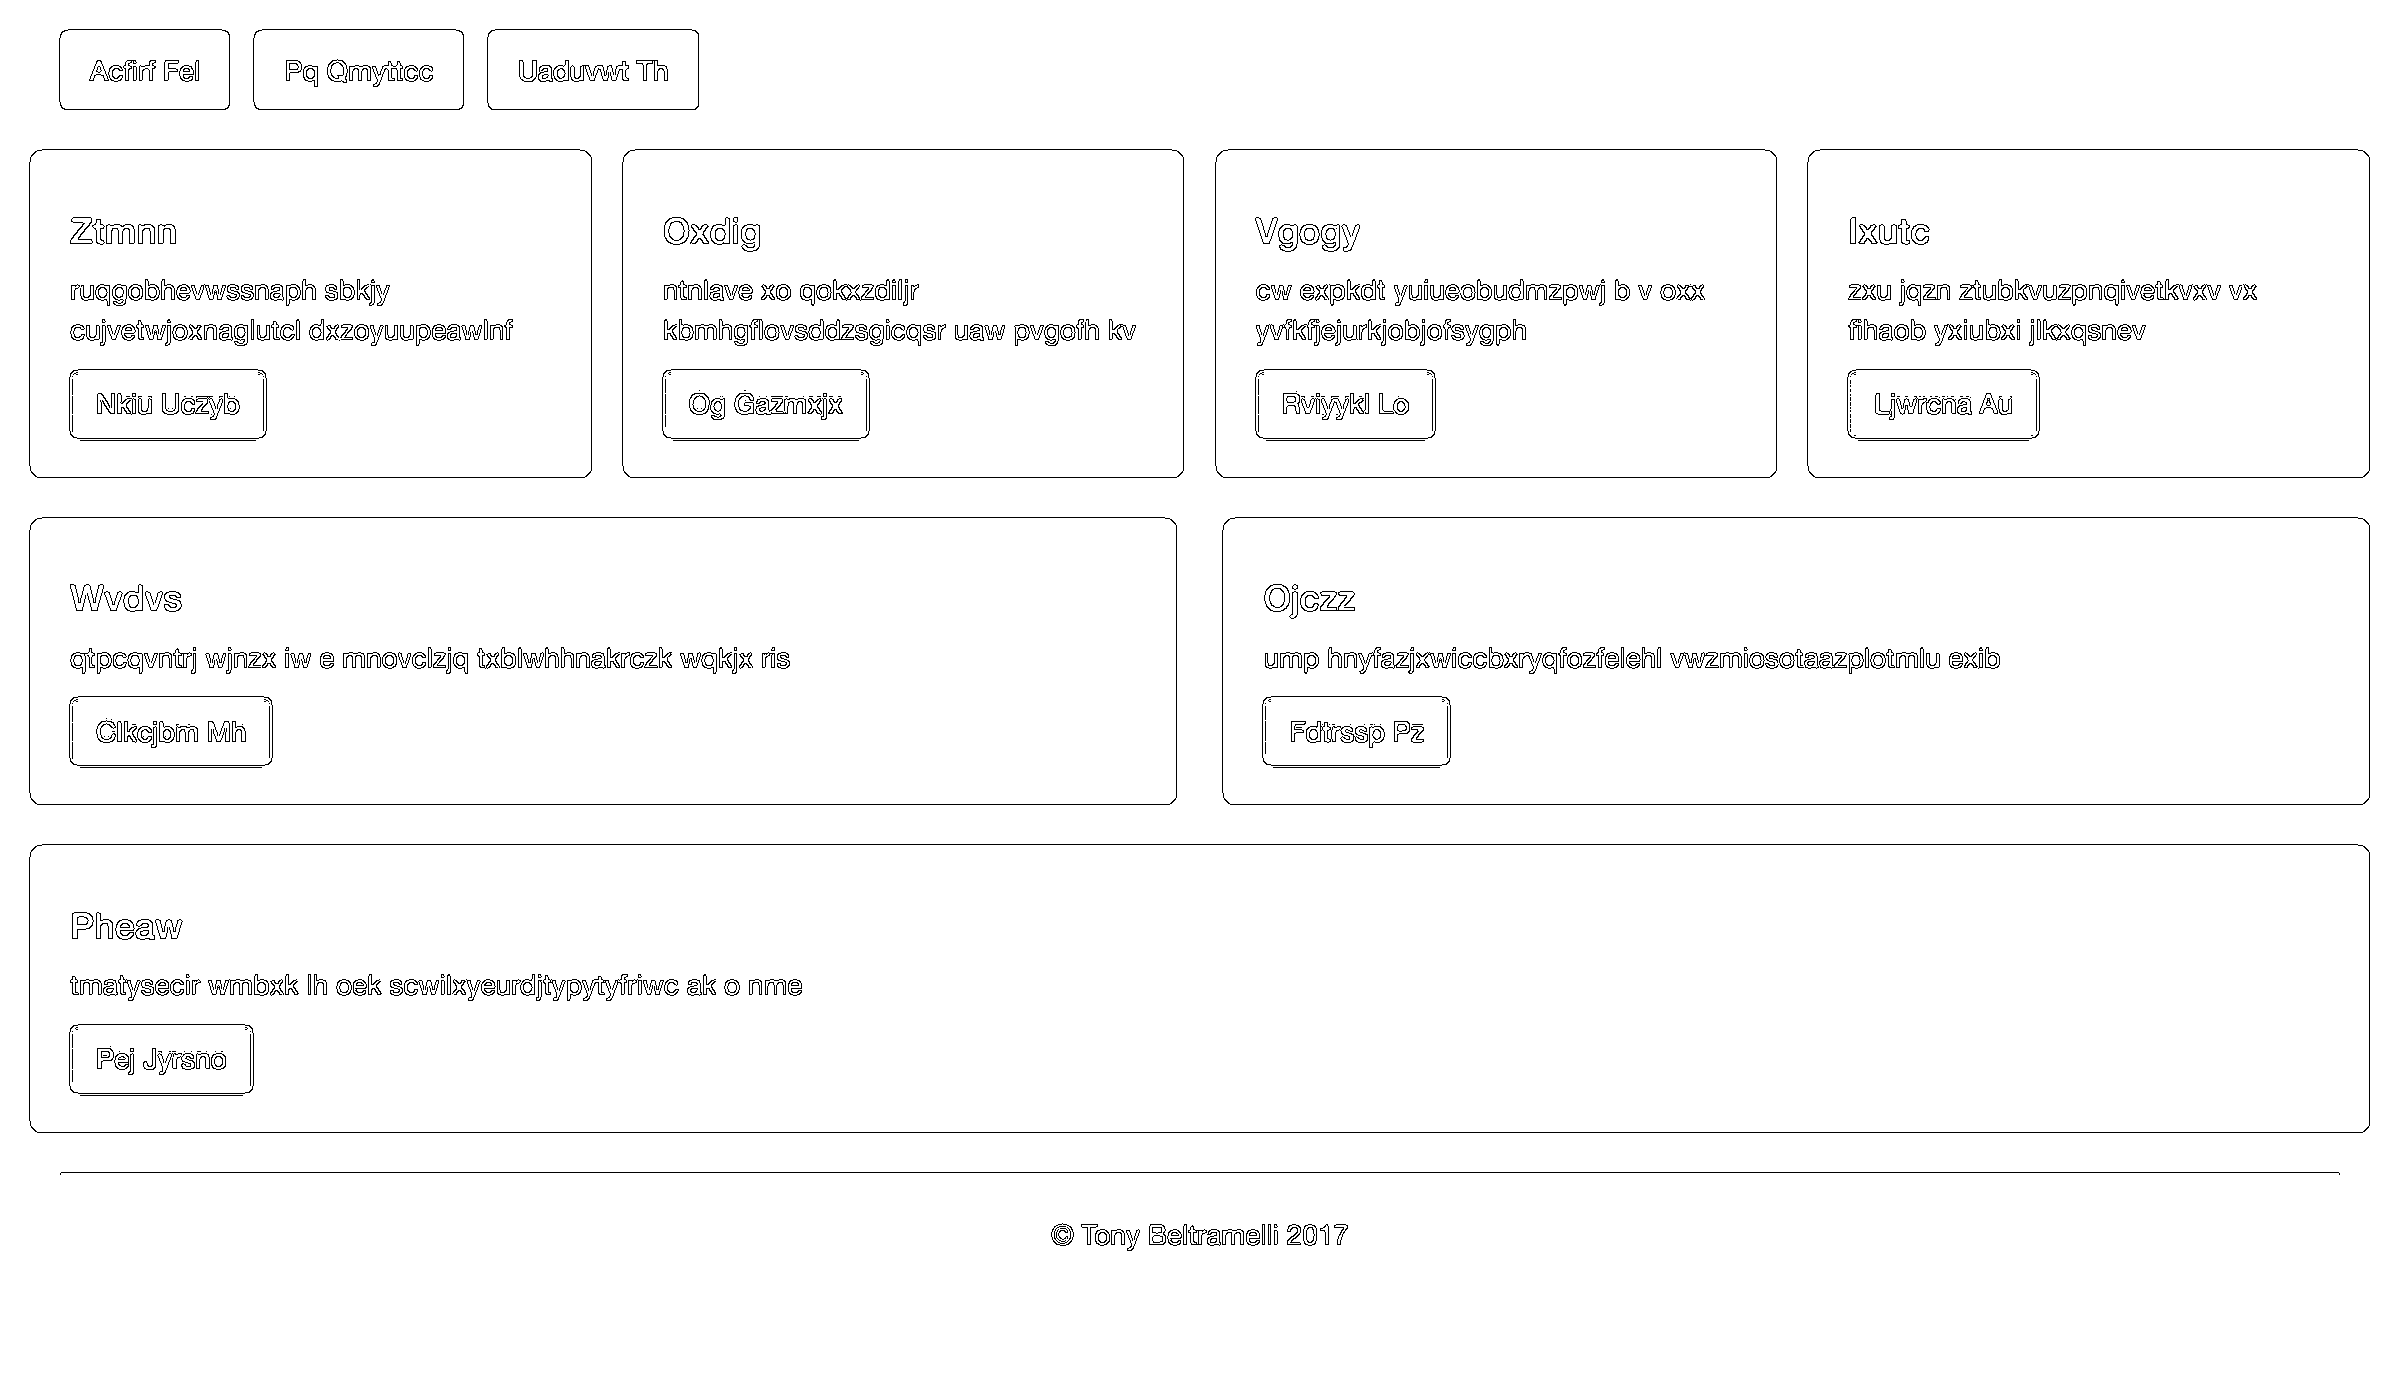 Acfirf Fel
Pq Qmyttcc
Uaduvwt Th
Ztmnn
ruqgobhevwssnaph sbkjy
cujvetwjoxnaglutcl dxzoyuupeawlnf
Nkiu Uczyb
Oxdig
ntnlave xo qokxzdiljr
kbmhgflovsddzsgicqsr uaw pvgofh kv
Og Gazmxjx
Vgogy
cw expkdt yuiueobudmzpwj b v oxx
yvfkfjejurkjobjofsygph
Rviyykl Lo
Ixutc
zxu jqzn ztubkvuzpnqivetkvxv vx
fihaob yxiubxi jlkxqsnev
Ljwrcna Au
Wvdvs
qtpcqvntrj wjnzx iw e mnovclzjq txblwhhnakrczk wqkjx ris
Clkcjbm Mh
Ojczz
ump hnyfazjxwiccbxryqfozfelehl vwzmiosotaazplotmlu exib
Fdtrssp Pz
Pheaw
tmatysecir wmbxk lh oek scwilxyeurdjtypytyfriwc ak o nme
Pej Jyrsno
© Tony Beltramelli 2017